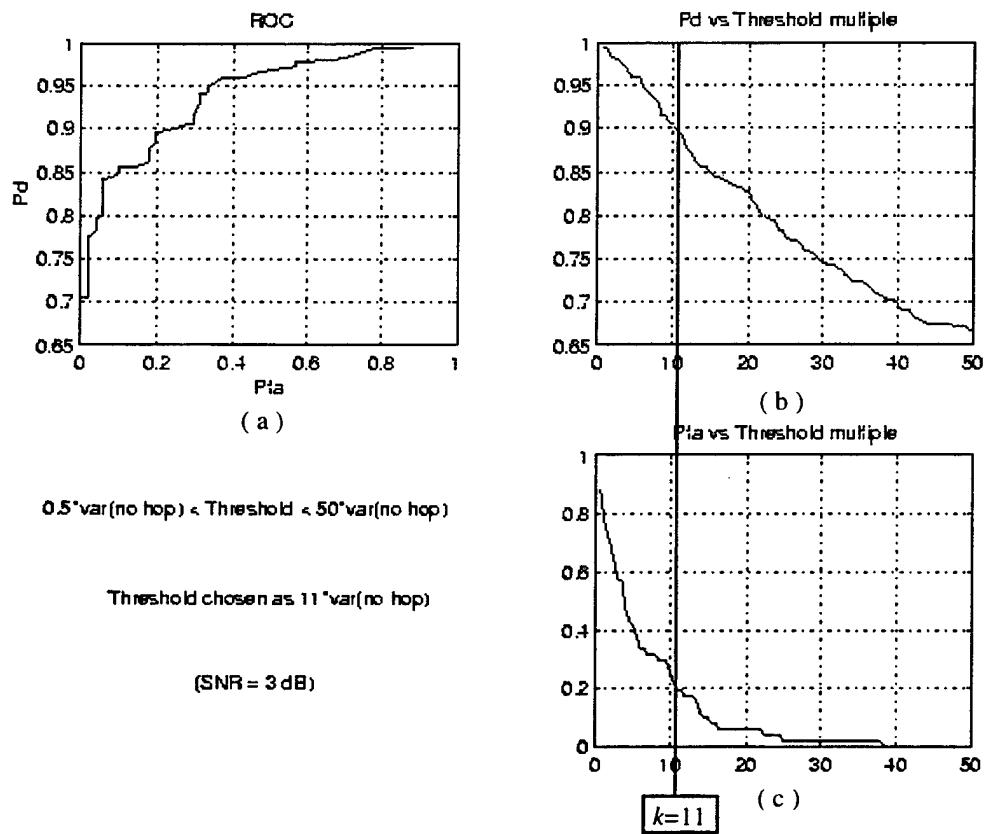 ROC
1
0.95
0.9
0.85
0.8
0.75
0.7
0.65
Pd
0 0.2 0.4 0.6 0.8 1
Pfa
( a )
Pd vs Threshold multiple
1
0.95
0.9
0.85
0.8
0.75
0.7
0.65
0 10 20 30 40 50
( b )
0.5*var(no hop) < Threshold < 50*var(no hop)
Threshold chosen as 11*var(no hop)
(SNR = 3 dB)
Pfa vs Threshold multiple
1
0.8
0.6
0.4
0.2
0
0 10 20 30 40 50
( c )
k=11